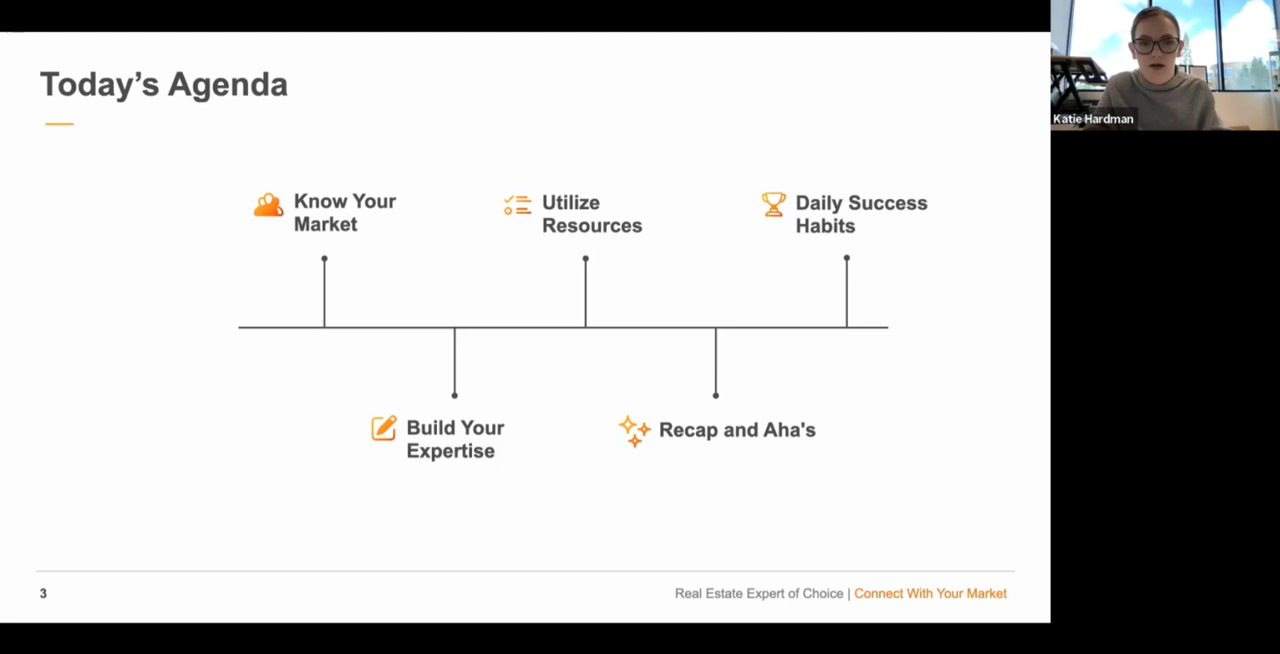 Today’s Agenda
Katie Hardman
Know Your
Market
Utilize
Resources
Daily Success
Habits
Build Your
Expertise
Recap and Aha's
3
Real Estate Expert of Choice | Connect With Your Market